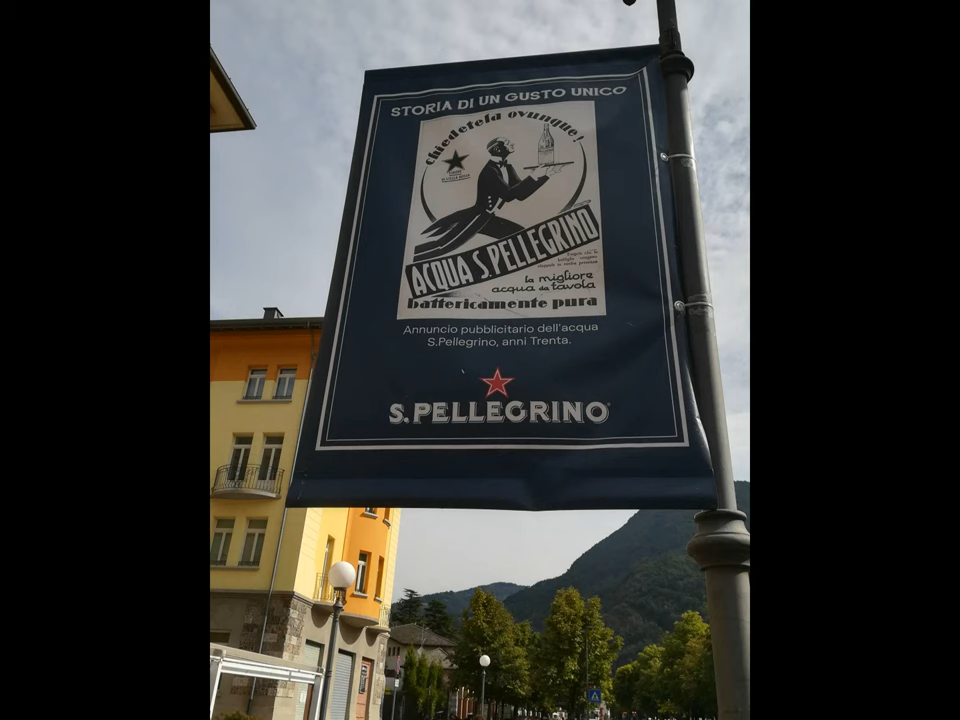 STORIA DI UN GUSTO UNICO
Chiedetela ovunque!
ACQUA S. PELLEGRINO
la migliore
acqua da tavola
battericamente pura
Annuncio pubblicitario dell'acqua
S.Pellegrino, anni Trenta.
S.PELLEGRINO